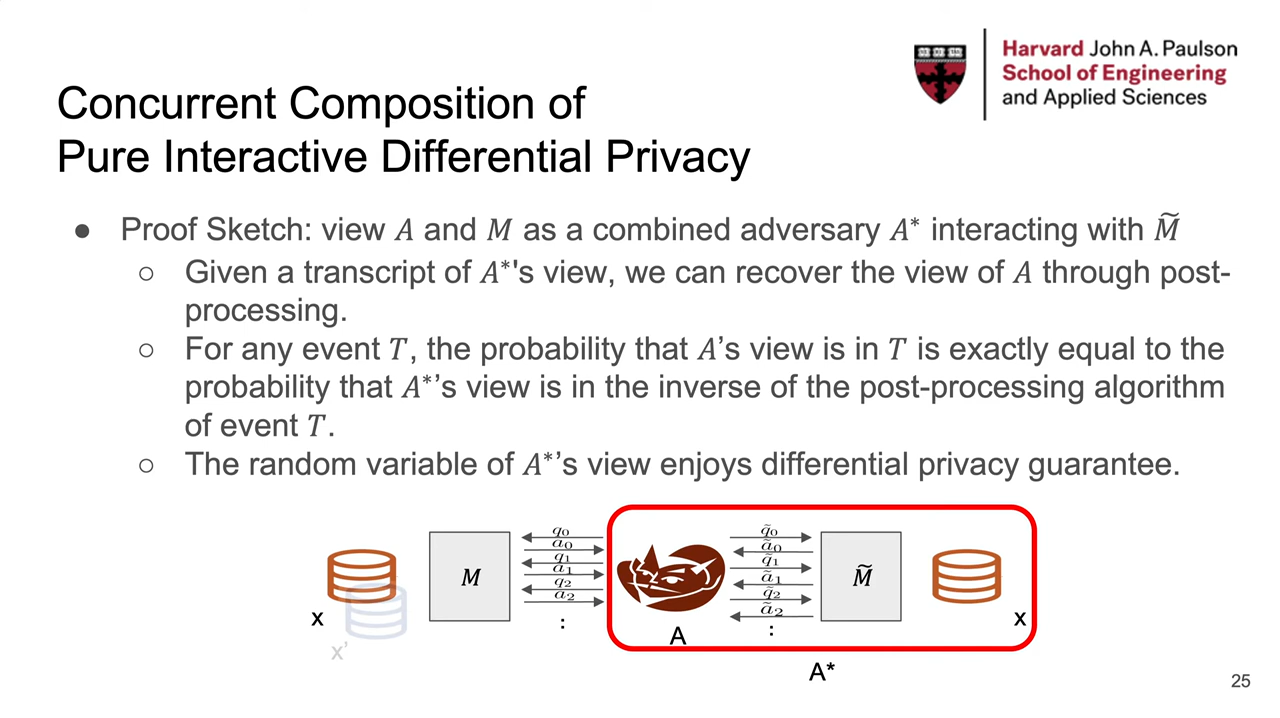 Harvard John A. Paulson
School of Engineering
and Applied Sciences
Concurrent Composition of
Pure Interactive Differential Privacy
● Proof Sketch: view A and M as a combined adversary A* interacting with M̃
○ Given a transcript of A*'s view, we can recover the view of A through post-
processing.
○ For any event T, the probability that A’s view is in T is exactly equal to the
probability that A*’s view is in the inverse of the post-processing algorithm
of event T.
○ The random variable of A*’s view enjoys differential privacy guarantee.
q₀ q̃₀
a₀ ã₀
q₁ q̃₁
M a₁ ã₁ M̃
q₂ q̃₂
a₂ ã₂
x : A : x
x’
A*
25